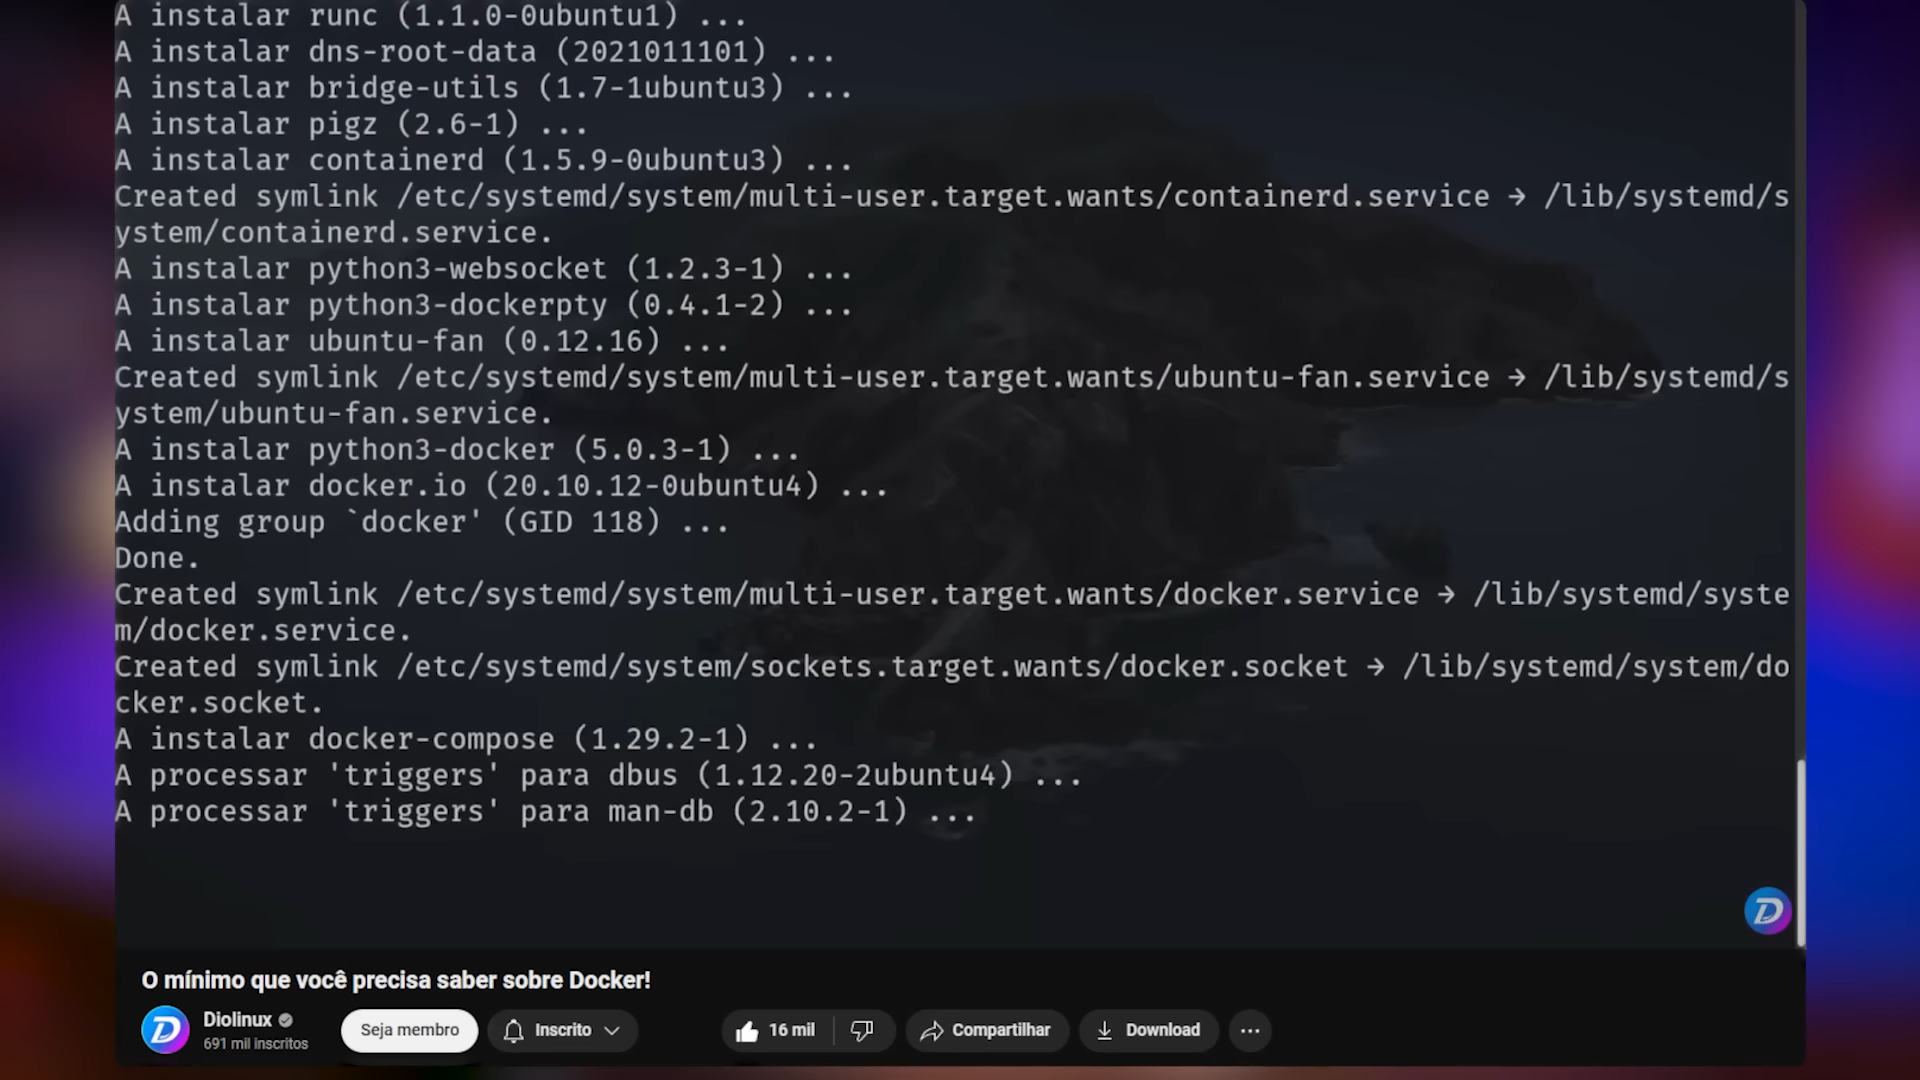 A instalar runc (1.1.0-0ubuntu1) ...
A instalar dns-root-data (2021011101) ...
A instalar bridge-utils (1.7-1ubuntu3) ...
A instalar pigz (2.6-1) ...
A instalar containerd (1.5.9-0ubuntu3) ...
Created symlink /etc/systemd/system/multi-user.target.wants/containerd.service → /lib/systemd/s
ystem/containerd.service.
A instalar python3-websocket (1.2.3-1) ...
A instalar python3-dockerpty (0.4.1-2) ...
A instalar ubuntu-fan (0.12.16) ...
Created symlink /etc/systemd/system/multi-user.target.wants/ubuntu-fan.service → /lib/systemd/s
ystem/ubuntu-fan.service.
A instalar python3-docker (5.0.3-1) ...
A instalar docker.io (20.10.12-0ubuntu4) ...
Adding group `docker' (GID 118) ...
Done.
Created symlink /etc/systemd/system/multi-user.target.wants/docker.service → /lib/systemd/syste
m/docker.service.
Created symlink /etc/systemd/system/sockets.target.wants/docker.socket → /lib/systemd/system/do
cker.socket.
A instalar docker-compose (1.29.2-1) ...
A processar 'triggers' para dbus (1.12.20-2ubuntu4) ...
A processar 'triggers' para man-db (2.10.2-1) ...
D
O mínimo que você precisa saber sobre Docker!
D
Diolinux
691 mil inscritos
Seja membro
Inscrito
16 mil
Compartilhar
Download
...